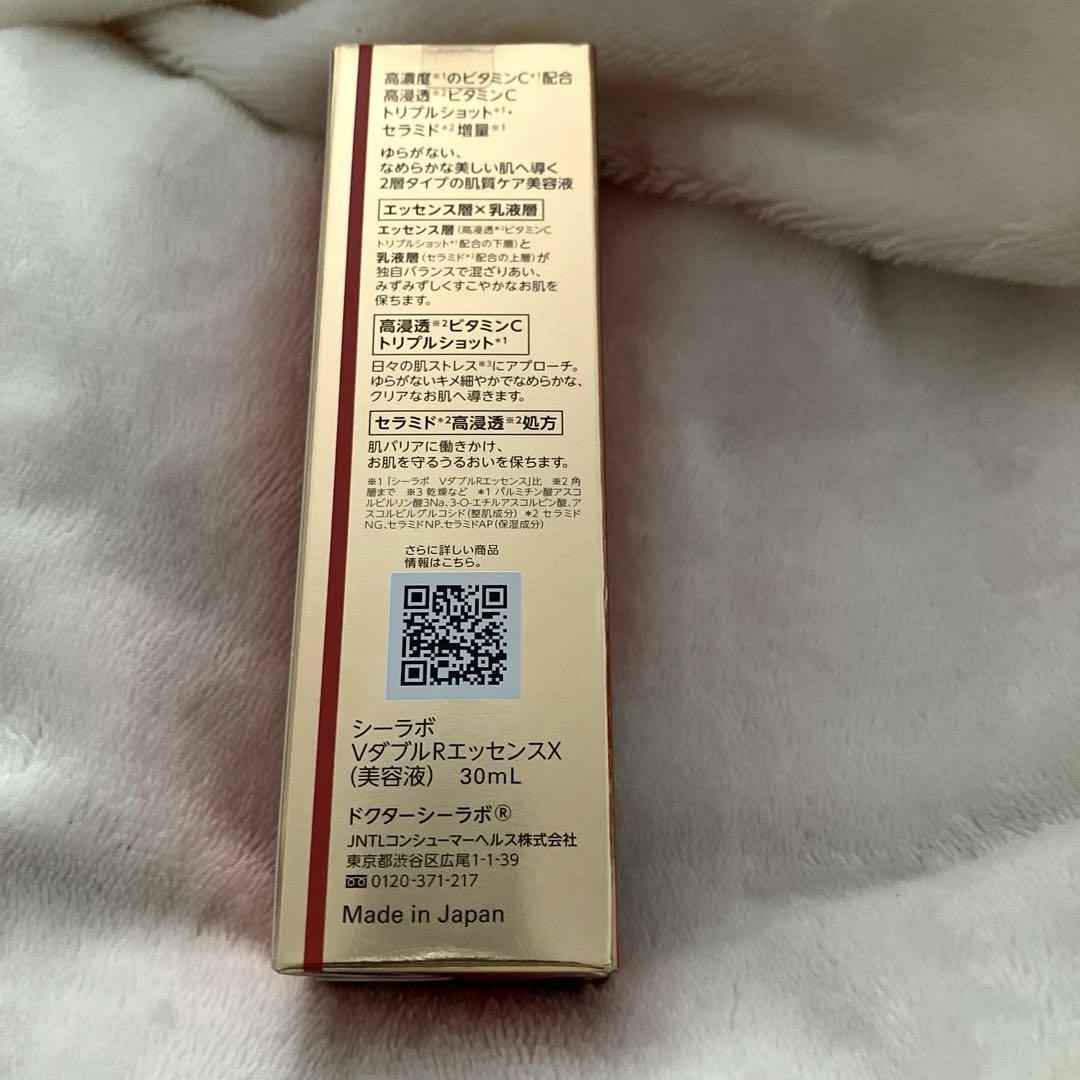 高濃度※1のビタミンC*1配合
高浸透※2ビタミンC
トリプルショット*1・
セラミド*2増量※1
ゆらがない、
なめらかな美しい肌へ導く
2層タイプの肌質ケア美容液
エッセンス層×乳液層
エッセンス層(高浸透※2ビタミンC
トリプルショット*1配合の下層)と
乳液層(セラミド*2配合の上層)が
独自バランスで混ざりあい、
みずみずしくすこやかなお肌を
保ちます。
高浸透※2ビタミンC
トリプルショット*1
日々の肌ストレス※3にアプローチ。
ゆらがないキメ細やかでなめらかな、
クリアなお肌へ導きます。
セラミド*2高浸透※2処方
肌バリアに働きかけ、
お肌を守るうるおいを保ちます。
※1「シーラボ VダブルRエッセンス」比 ※2 角
層まで ※3 乾燥など *1 パルミチン酸アスコ
ルビルリン酸3Na、3-O-エチルアスコルビン酸、ア
スコルビルグルコシド(整肌成分) *2 セラミド
NG、セラミドNP、セラミドAP(保湿成分)
さらに詳しい商品
情報はこちら。
シーラボ
VダブルRエッセンスX
(美容液) 30mL
ドクターシーラボ®
JNTLコンシューマーヘルス株式会社
東京都渋谷区広尾1-1-39
0120-371-217
Made in Japan